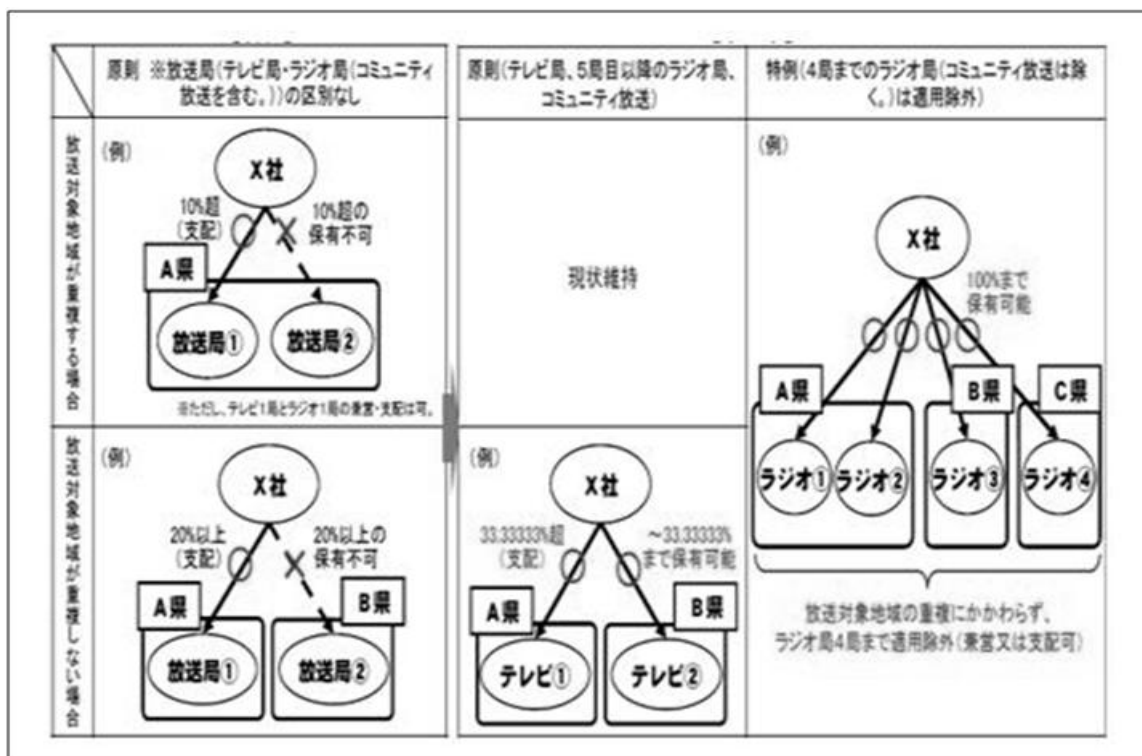 原則 ※放送局(テレビ局・ラジオ局(コミュニティ
放送を含む。))の区別なし
原則(テレビ局、5局目以降のラジオ局、
コミュニティ放送)
特例(4局までのラジオ局(コミュニティ放送は除
く。)は適用除外)
放送対象地域が重複する場合
(例)
X社
10%超
(支配)
10%超の
保有不可
A県
放送局①
放送局②
※ただし、テレビ1局とラジオ1局の兼営・支配は可。
現状維持
(例)
X社
100%まで
保有可能
A県
B県
C県
ラジオ①
ラジオ②
ラジオ③
ラジオ④
放送対象地域の重複にかかわらず、
ラジオ局4局まで適用除外(兼営又は支配可)
放送対象地域が重複しない場合
(例)
X社
20%以上
(支配)
20%以上の
保有不可
A県
B県
放送局①
放送局②
(例)
X社
33.33333%超
(支配)
~33.33333%
まで保有可能
A県
B県
テレビ①
テレビ②